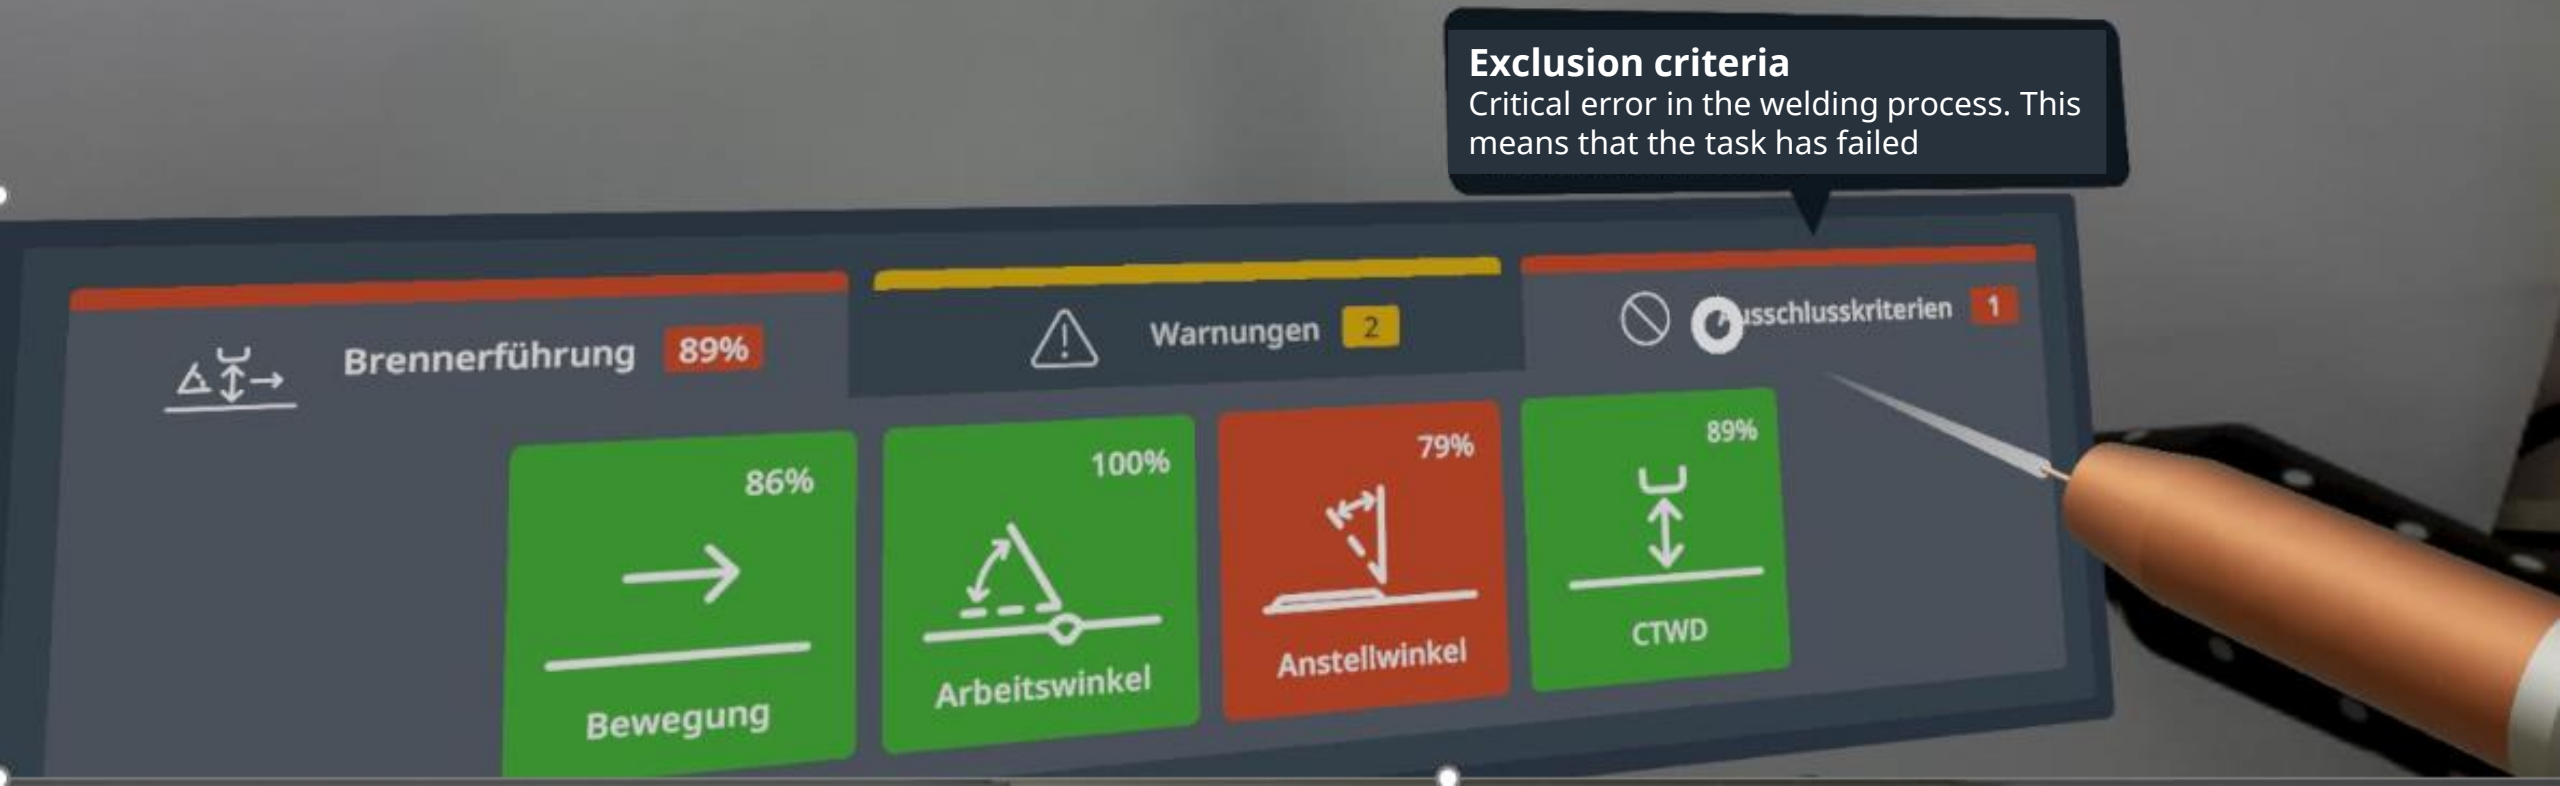 Exclusion criteria
Critical error in the welding process. This
means that the task has failed
Brennerführung 89%
Warnungen 2
Ausschlusskriterien 1
86%
Bewegung
100%
Arbeitswinkel
79%
Anstellwinkel
89%
CTWD